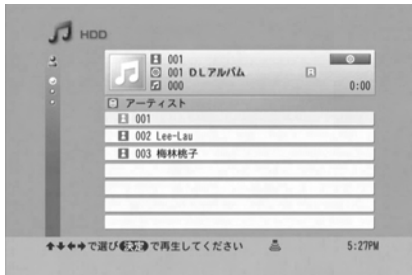 HDD
001
001 DLアルバム
000
0:00
アーティスト
001
002 Lee-Lau
003 梅林桃子
↑↓←→で選び決定で再生してください
5:27PM